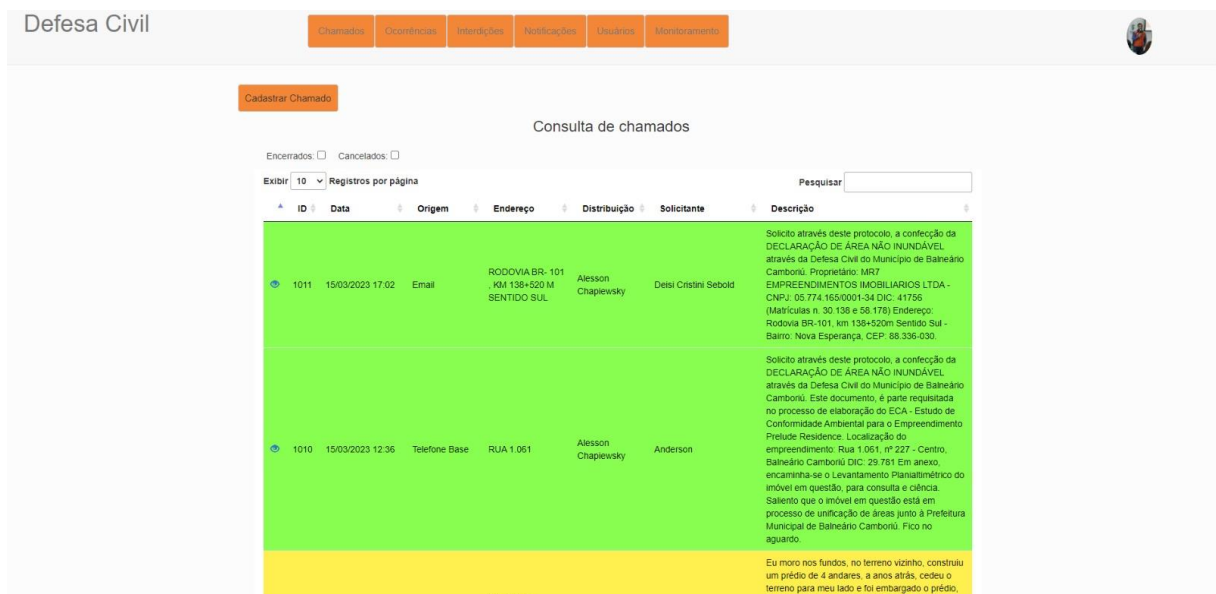 Defesa Civil
Chamados Ocorrências Interdições Notificações Usuários Monitoramento
Cadastrar Chamado
Consulta de chamados
Encerrados: Cancelados:
Exibir 10 Registros por página Pesquisar
ID Data Origem Endereço Distribuição Solicitante Descrição
1011 15/03/2023 17:02 Email
RODOVIA BR- 101
, KM 138+520 M
SENTIDO SUL
Alesson
Chapiewsky
Deisi Cristini Sebold
Solicito através deste protocolo, a confecção da
DECLARAÇÃO DE ÁREA NÃO INUNDÁVEL
através da Defesa Civil do Município de Balneário
Camboriú. Proprietário: MR7
EMPREENDIMENTOS IMOBILIARIOS LTDA -
CNPJ: 05.774.165/0001-34 DIC: 41756
(Matrículas n. 30.138 e 58.178) Endereço:
Rodovia BR-101, km 138+520m Sentido Sul -
Bairro: Nova Esperança, CEP: 88.336-030.
1010 15/03/2023 12:36 Telefone Base RUA 1.061
Alesson
Chapiewsky
Anderson
Solicito através deste protocolo, a confecção da
DECLARAÇÃO DE ÁREA NÃO INUNDÁVEL
através da Defesa Civil do Município de Balneário
Camboriú. Este documento, é parte requisitada
no processo de elaboração do ECA - Estudo de
Conformidade Ambiental para o Empreendimento
Prelude Residence. Localização do
empreendimento: Rua 1.061, nº 227 - Centro,
Balneário Camboriú DIC: 29.781 Em anexo,
encaminha-se o Levantamento Planialtimétrico do
imóvel em questão, para consulta e ciência.
Saliento que o imóvel em questão está em
processo de unificação de áreas junto à Prefeitura
Municipal de Balneário Camboriú. Fico no
aguardo.
Eu moro nos fundos, no terreno vizinho, construiu
um prédio de 4 andares, a anos atrás, cedeu o
terreno para meu lado e foi embargado o prédio,